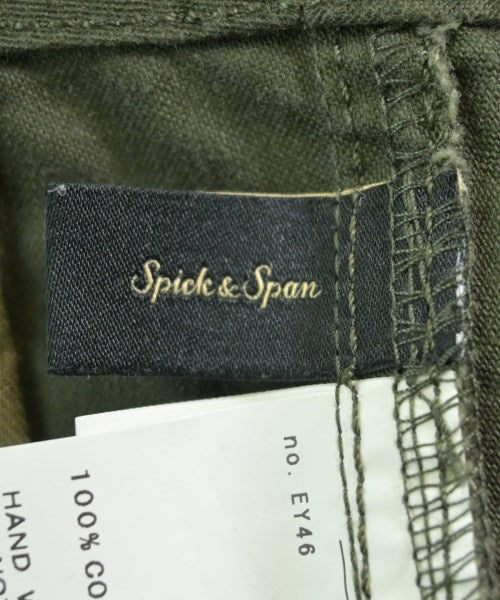 Spick & Span
no. EY46
100% CO
HAND